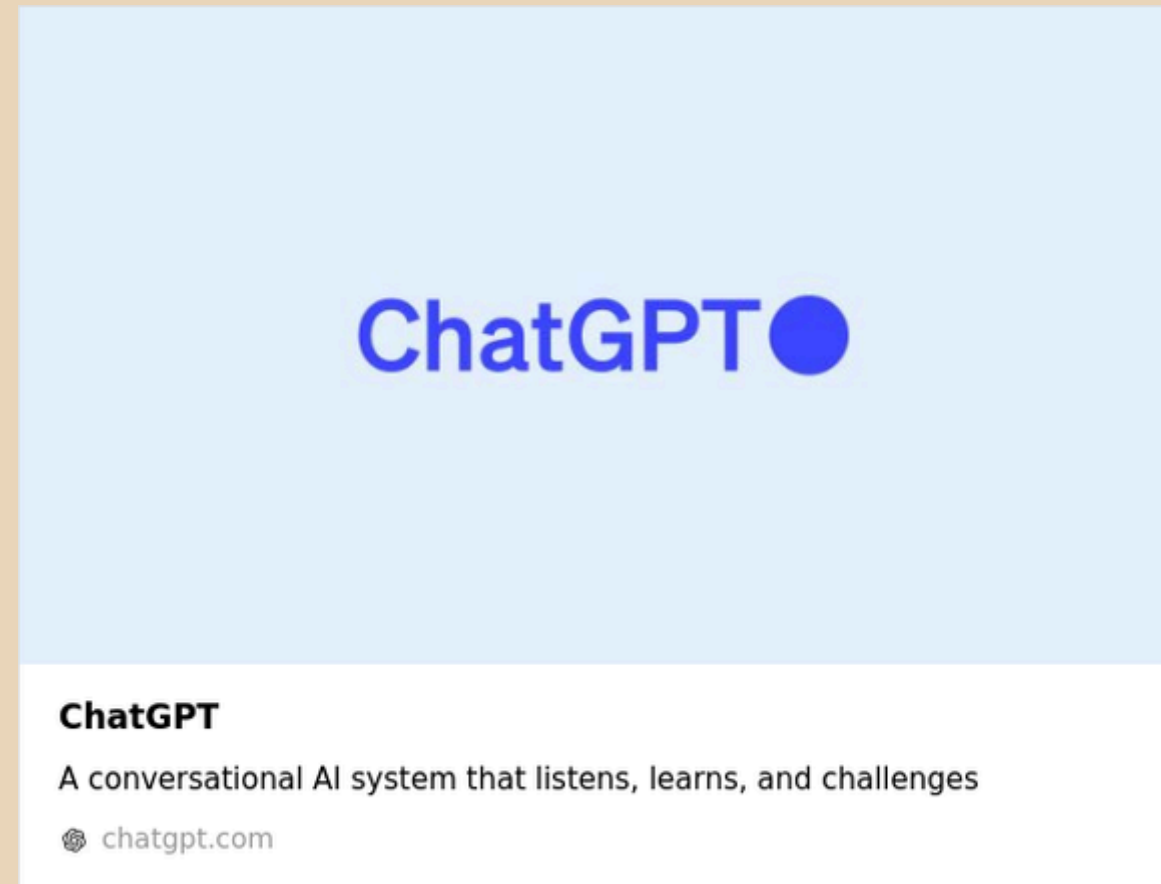 ChatGPT
ChatGPT
A conversational AI system that listens, learns, and challenges
chatgpt.com